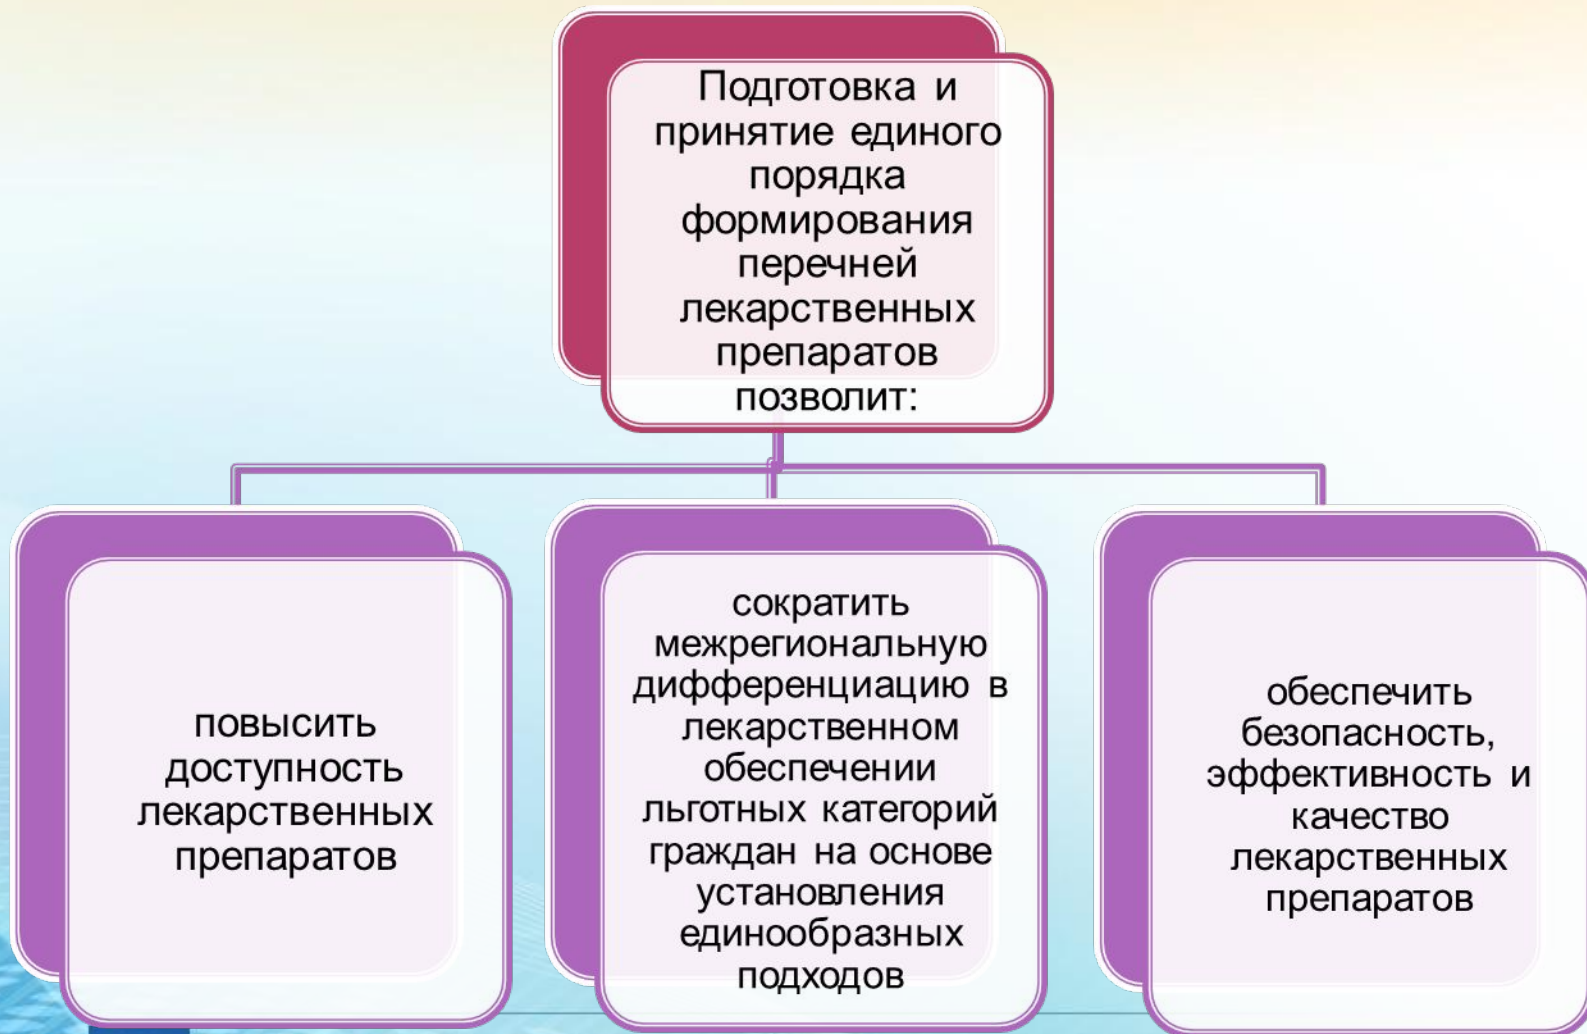 Подготовка и
принятие единого
порядка
формирования
перечней
лекарственных
препаратов
позволит:
повысить
доступность
лекарственных
препаратов
сократить
межрегиональную
дифференциацию в
лекарственном
обеспечении
льготных категорий
граждан на основе
установления
единообразных
подходов
обеспечить
безопасность,
эффективность и
качество
лекарственных
препаратов